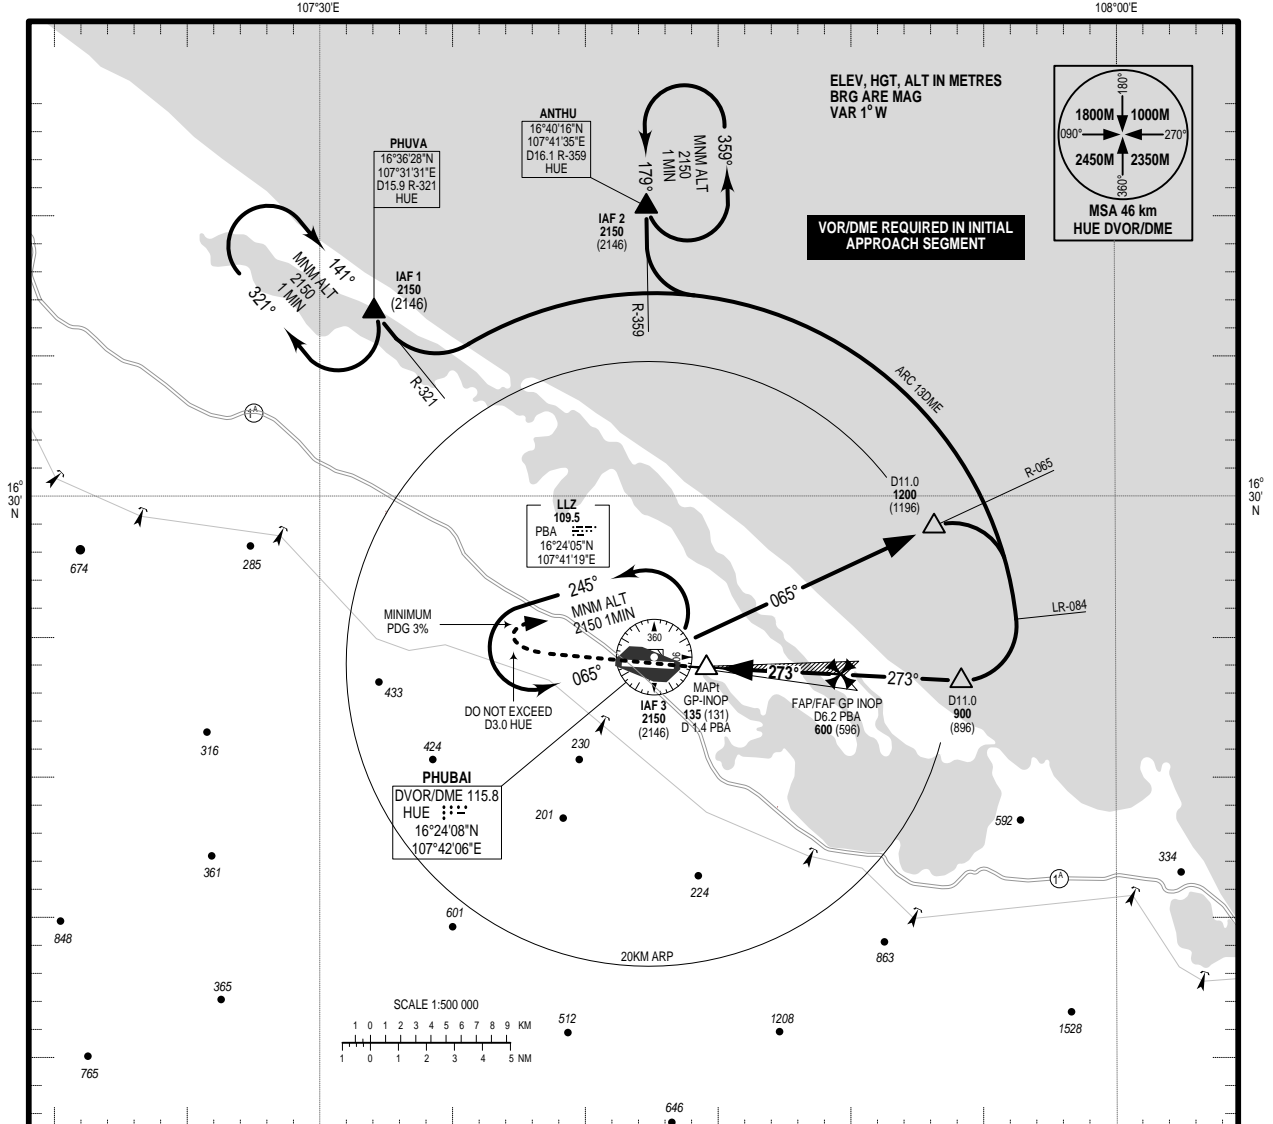 107°30'E
108°00'E
ELEV, HGT, ALT IN METRES
BRG ARE MAG
VAR 1° W
180°
1800M
1000M
090°
270°
2450M
2350M
360°
MSA 46 km
HUE DVOR/DME
VOR/DME REQUIRED IN INITIAL
APPROACH SEGMENT
ANTHU
16°40'16"N
107°41'35"E
D16.1 R-359
HUE
PHUVA
16°36'28"N
107°31'31"E
D15.9 R-321
HUE
179°
MNM ALT
2150
1 MIN
359°
IAF 2
2150
(2146)
R-359
141°
MNM ALT
2150
1 MIN
321°
IAF 1
2150
(2146)
R-321
ARC 13DME
1A
16°
30'
N
16°
30'
N
R-065
D11.0
1200
(1196)
LLZ
109.5
PBA
16°24'05"N
107°41'19"E
674
285
245°
MNM ALT
2150 1MIN
065°
065°
LR-084
MINIMUM
PDG 3%
360
90
273°
273°
DO NOT EXCEED
D3.0 HUE
IAF 3
2150
(2146)
MAPt
GP-INOP
135 (131)
D 1.4 PBA
FAP/FAF GP INOP
D6.2 PBA
600 (596)
D11.0
900
(896)
433
316
424
230
PHUBAI
DVOR/DME 115.8
HUE
16°24'08"N
107°42'06"E
201
592
334
361
224
1A
848
601
863
20KM ARP
365
SCALE 1:500 000
1 0 1 2 3 4 5 6 7 8 9 KM
1 0 1 2 3 4 5 NM
512
1208
1528
765
646